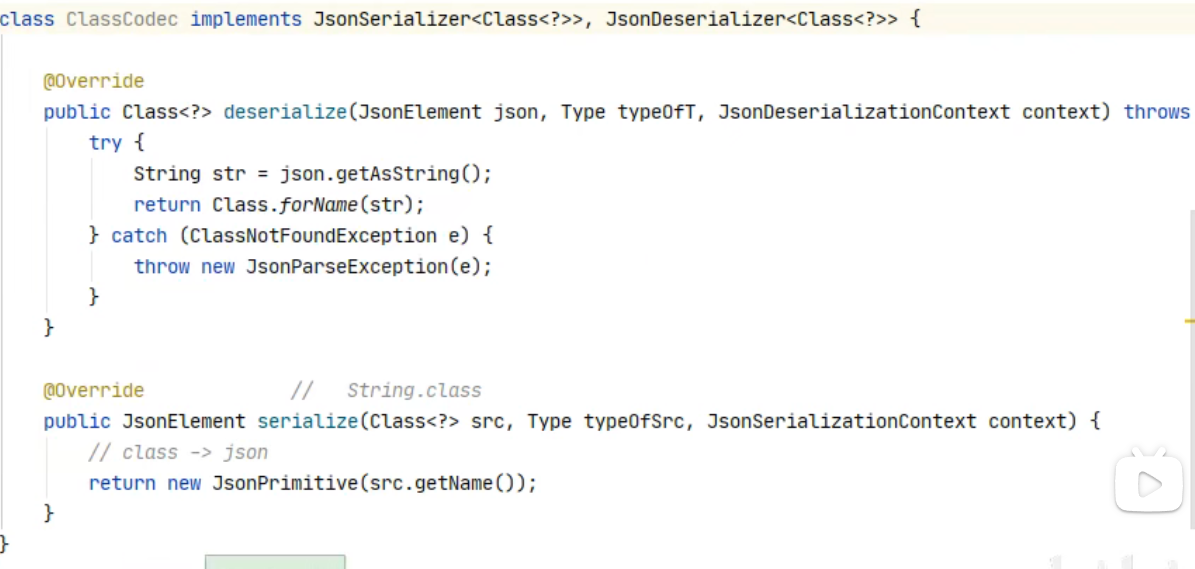 class ClassCodec implements JsonSerializer<Class<?>>, JsonDeserializer<Class<?>> {
@Override
public Class<?> deserialize(JsonElement json, Type typeOfT, JsonDeserializationContext context) throws
try {
String str = json.getAsString();
return Class.forName(str);
} catch (ClassNotFoundException e) {
throw new JsonParseException(e);
}
}
@Override // String.class
public JsonElement serialize(Class<?> src, Type typeOfSrc, JsonSerializationContext context) {
// class -> json
return new JsonPrimitive(src.getName());
}
}